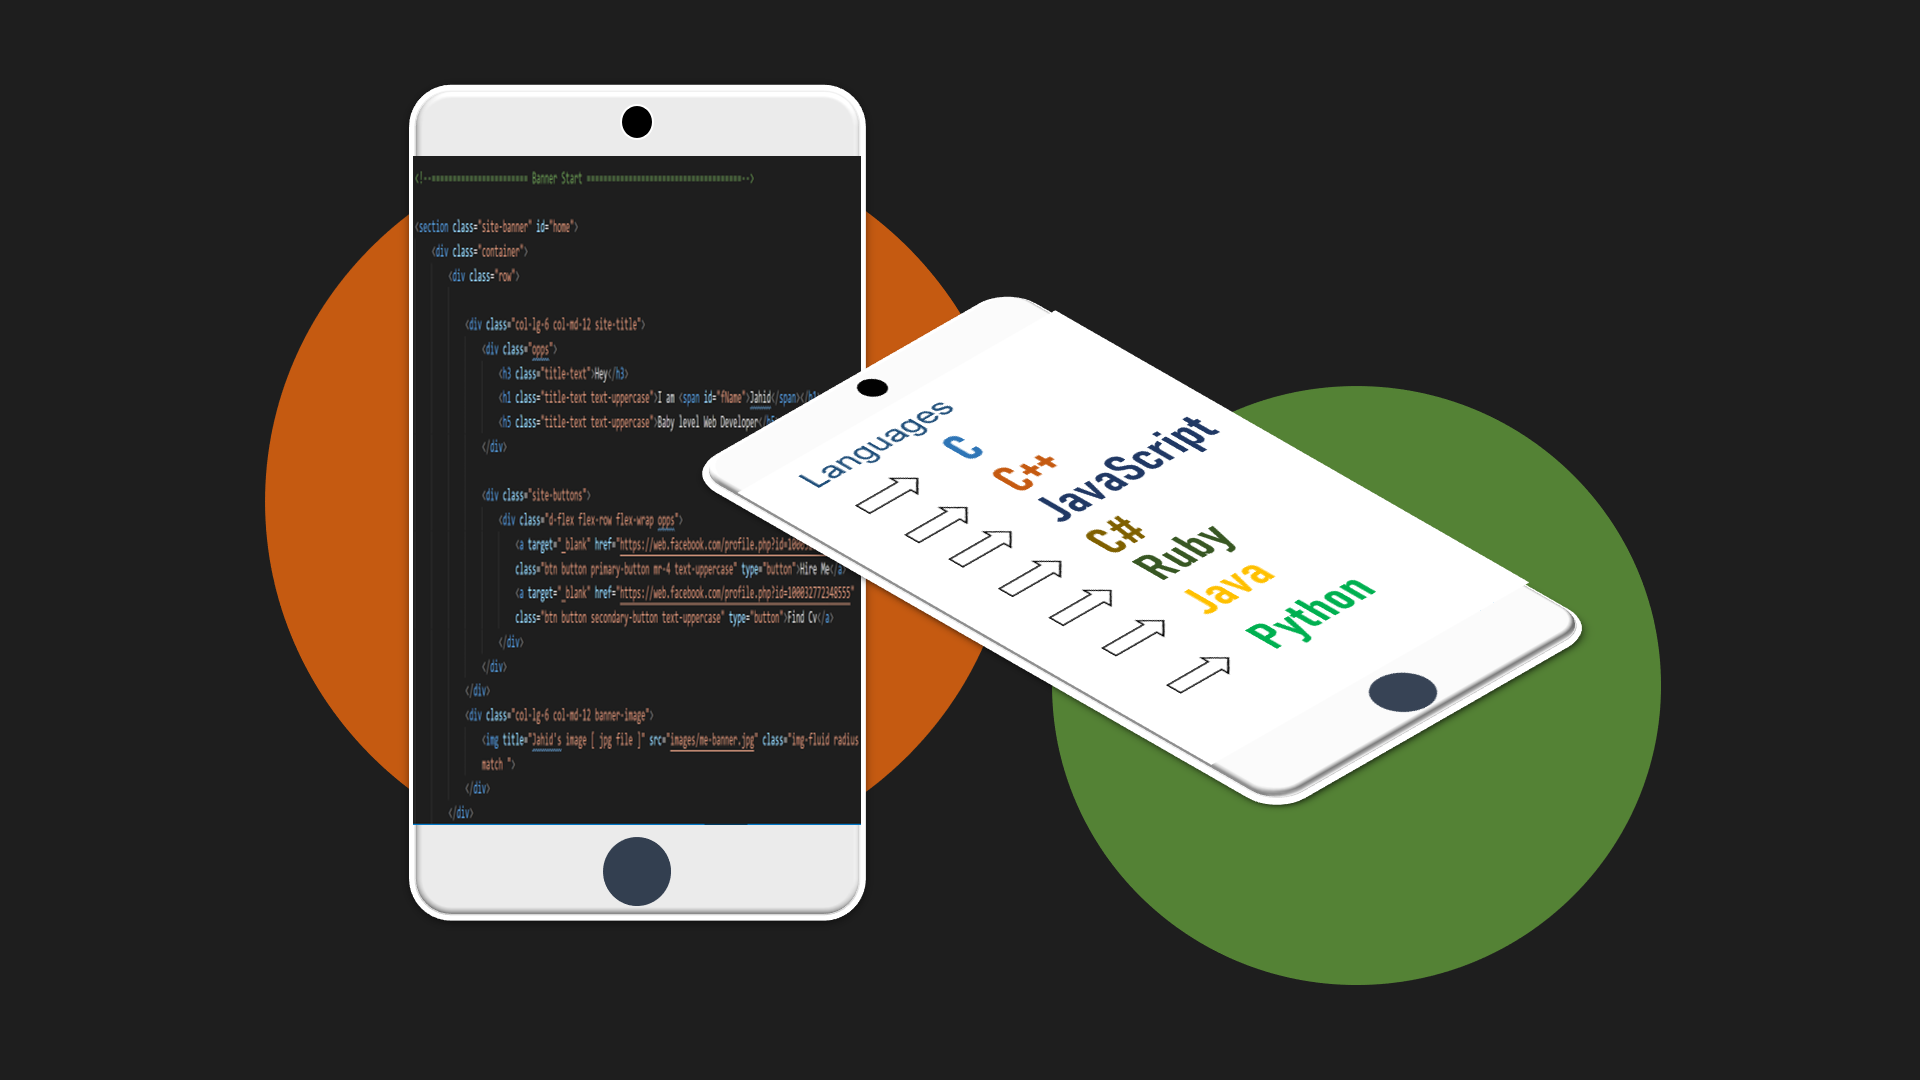 <!--======================= Banner Start =====================================-->
<section class="site-banner" id="home">
<div class="container">
<div class="row">
<div class="col-lg-6 col-md-12 site-title">
<div class="opps">
<h3 class="title-text">Hey</h3>
<h1 class="title-text text-uppercase">I am <span id="fName">Jahid</span></h1
<h5 class="title-text text-uppercase">Baby level Web Developer</h5
</div>
<div class="site-buttons">
<div class="d-flex flex-row flex-wrap opps">
<a target="_blank" href="https://web.facebook.com/profile.php?id=1000
class="btn button primary-button mr-4 text-uppercase" type="button">Hire Me</a>
<a target="_blank" href="https://web.facebook.com/profile.php?id=100032772348555"
class="btn button secondary-button text-uppercase" type="button">Find Cv</a>
</div>
</div>
</div>
<div class="col-lg-6 col-md-12 banner-image">
<img title="Jahid's image [ jpg file ]" src="images/me-banner.jpg" class="img-fluid radius
match ">
</div>
</div>
Languages
C
C++
JavaScript
C#
Ruby
Java
Python